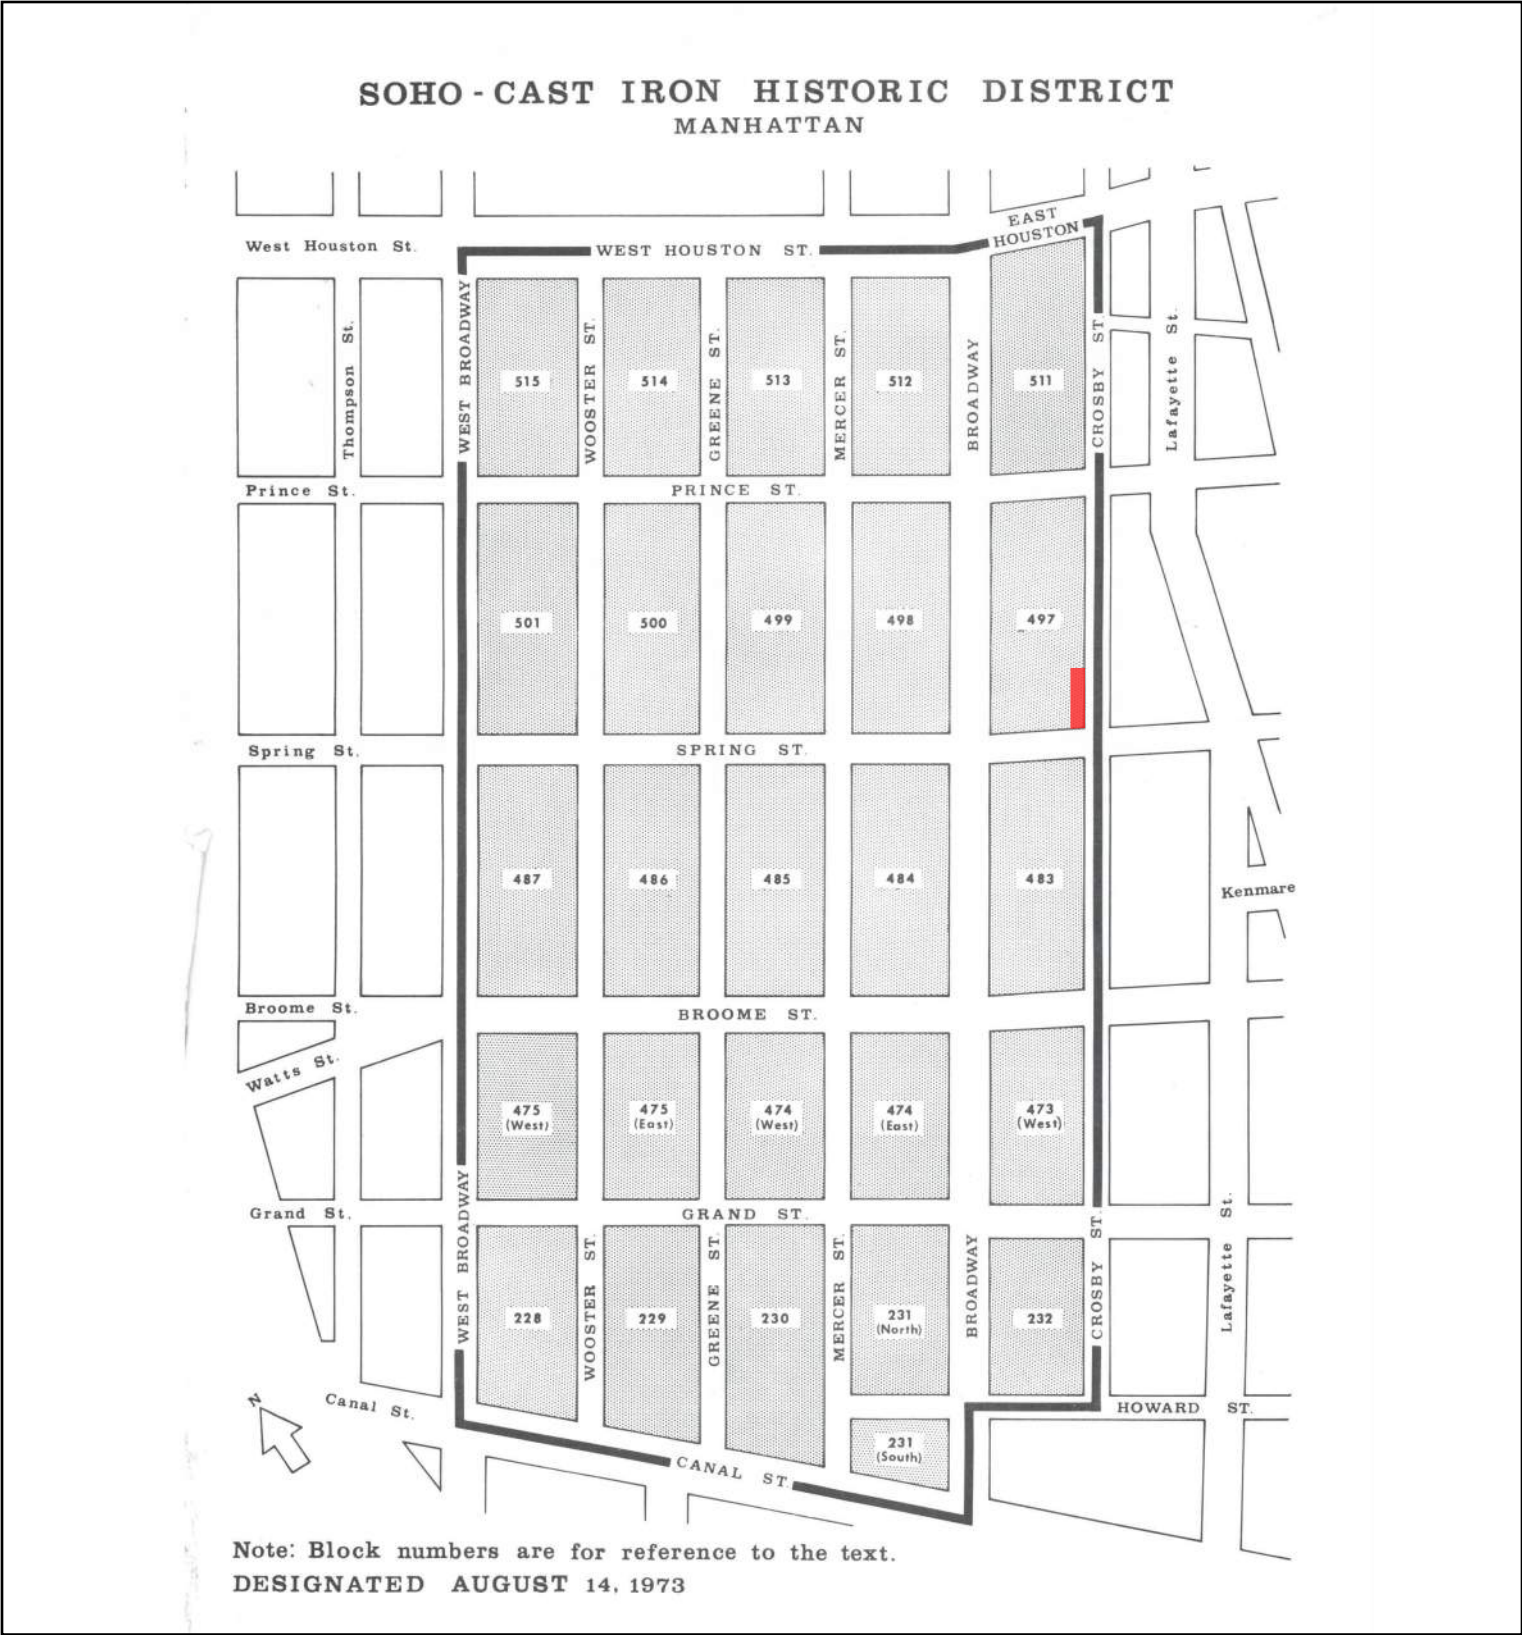 SOHO - CAST IRON HISTORIC DISTRICT
MANHATTAN
EAST
HOUSTON
West Houston St.
WEST HOUSTON ST.
Thompson St.
WEST BROADWAY
WOOSTER ST.
GREENE ST.
MERCER ST.
BROADWAY
CROSBY ST.
Lafayette St.
515
514
513
512
511
Prince St.
PRINCE ST.
501
500
499
498
497
Spring St.
SPRING ST.
487
486
485
484
483
Kenmare
Broome St.
BROOME ST.
Watts St.
475
(West)
475
(East)
474
(West)
474
(East)
473
(West)
Grand St.
GRAND ST.
WEST BROADWAY
WOOSTER ST.
GREENE ST.
MERCER ST.
BROADWAY
CROSBY ST.
Lafayette St.
228
229
230
231
(North)
232
N
Canal St.
HOWARD ST.
231
(South)
CANAL ST.
Note: Block numbers are for reference to the text.
DESIGNATED AUGUST 14, 1973